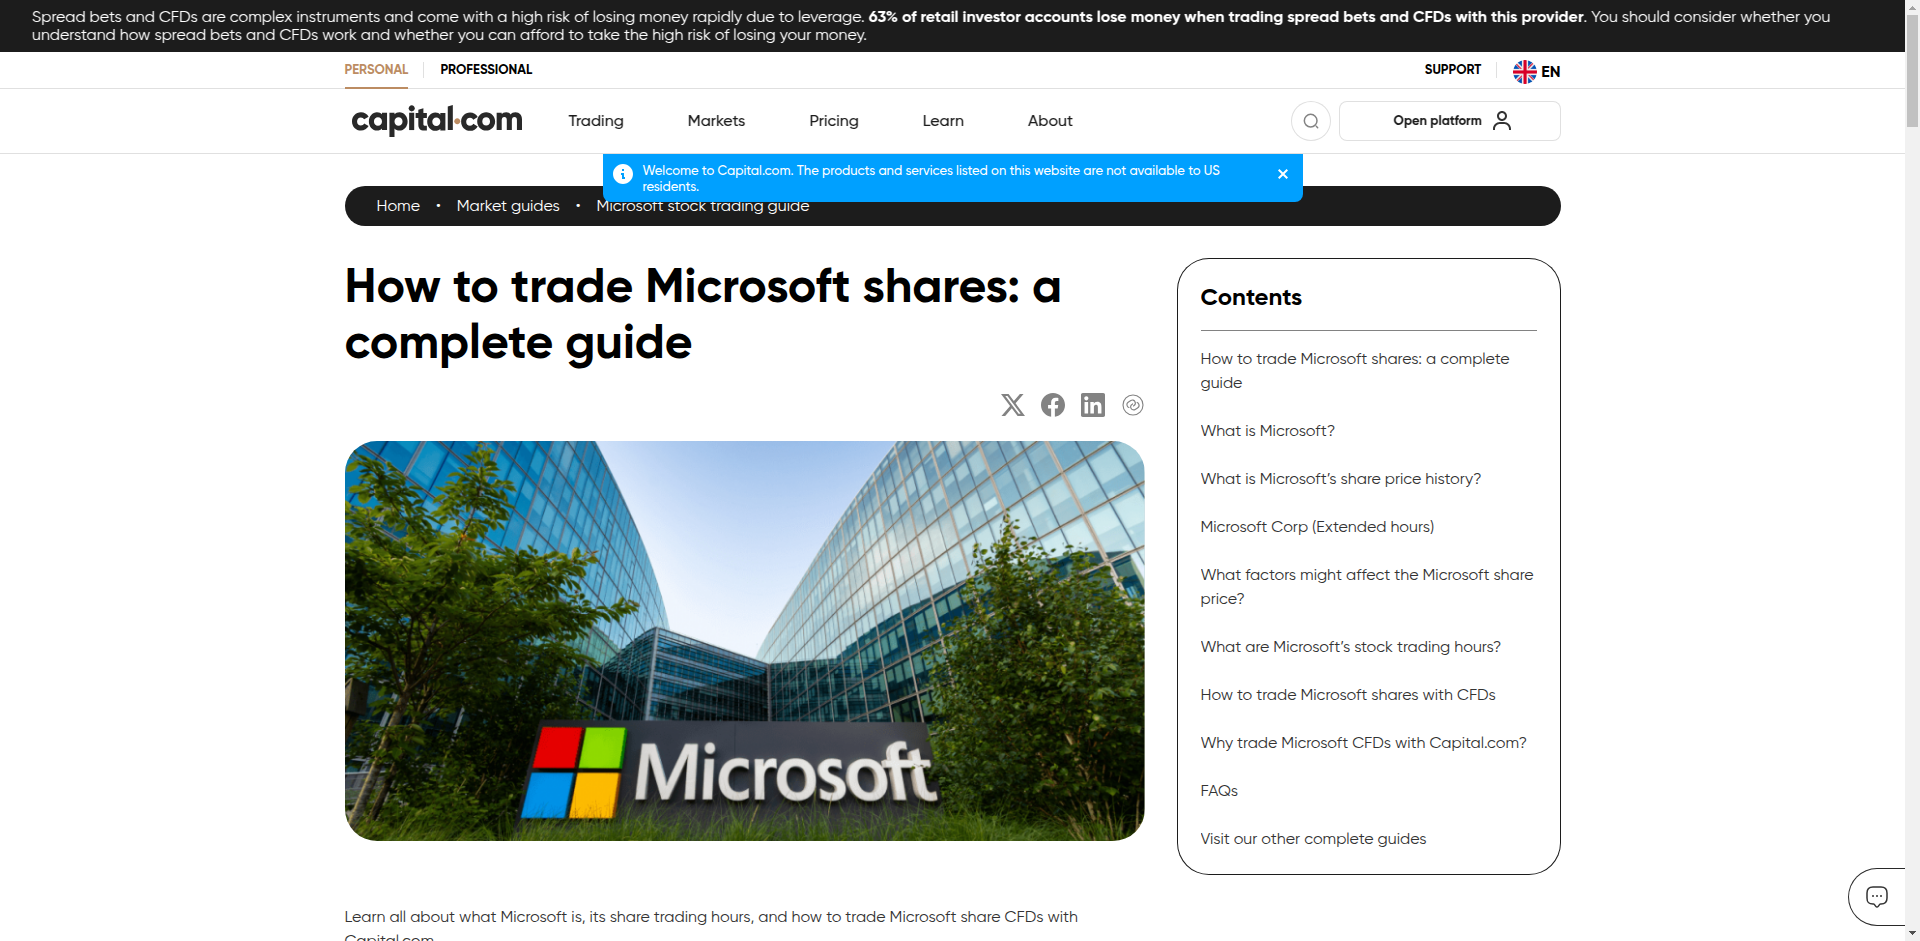 Spread bets and CFDs are complex instruments and come with a high risk of losing money rapidly due to leverage. 63% of retail investor accounts lose money when trading spread bets and CFDs with this provider. You should consider whether you
understand how spread bets and CFDs work and whether you can afford to take the high risk of losing your money.
PERSONAL PROFESSIONAL SUPPORT EN
capital.com Trading Markets Pricing Learn About Open platform
Welcome to Capital.com. The products and services listed on this website are not available to US
residents.
Home • Market guides • Microsoft stock trading guide
How to trade Microsoft shares: a
complete guide
Microsoft
Learn all about what Microsoft is, its share trading hours, and how to trade Microsoft share CFDs with
Capital.com
Contents
How to trade Microsoft shares: a complete
guide
What is Microsoft?
What is Microsoft’s share price history?
Microsoft Corp (Extended hours)
What factors might affect the Microsoft share
price?
What are Microsoft’s stock trading hours?
How to trade Microsoft shares with CFDs
Why trade Microsoft CFDs with Capital.com?
FAQs
Visit our other complete guides